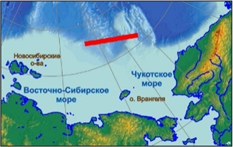 Новосибирские
о-ва
Чукотское
море
Восточно-Сибирское
море
о. Врангеля